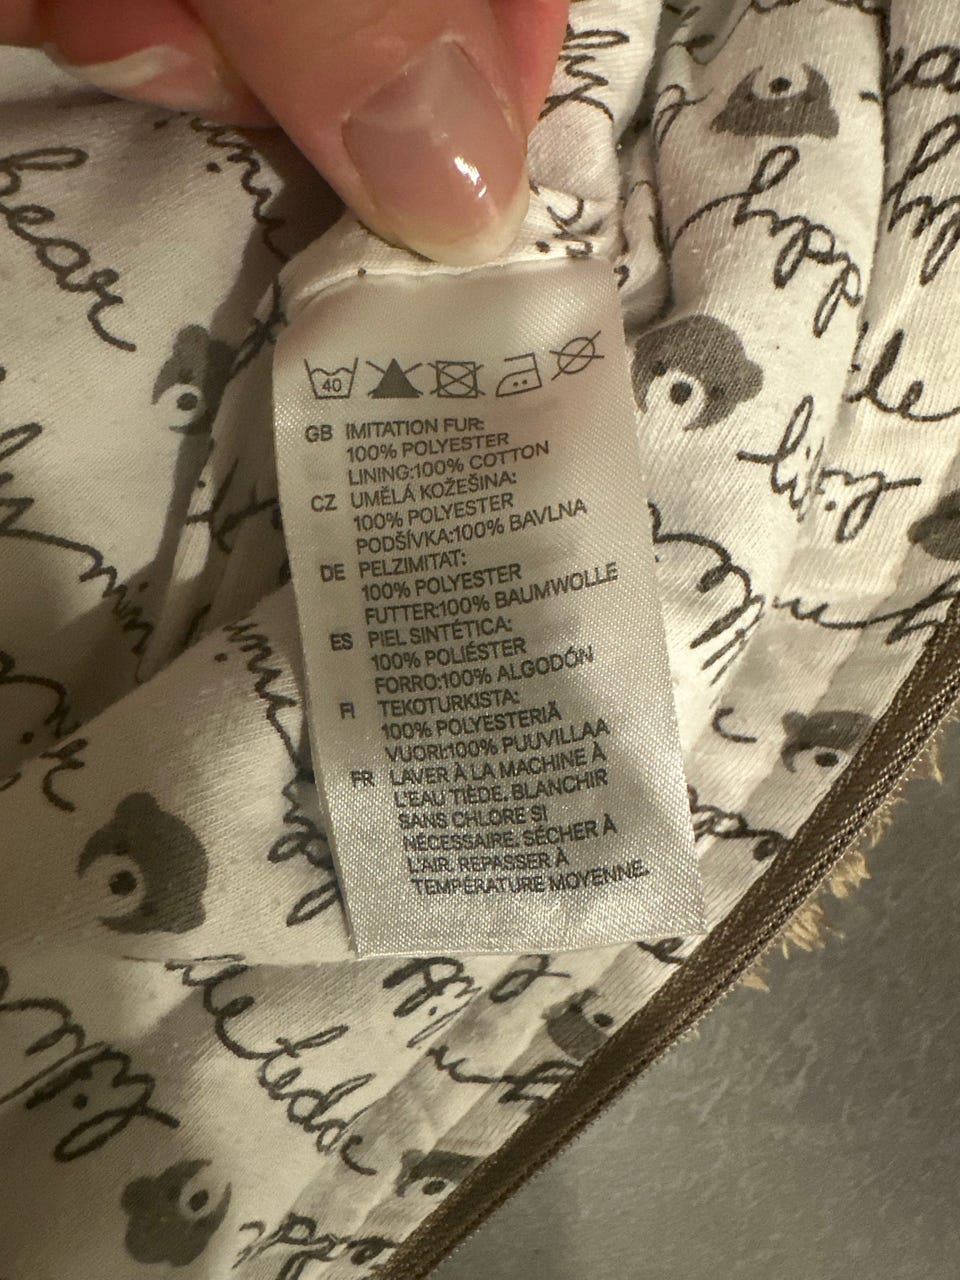 bear
40
GB IMITATION FUR:
100% POLYESTER
LINING:100% COTTON
CZ UMĚLÁ KOŽEŠINA:
100% POLYESTER
PODŠÍVKA:100% BAVLNA
DE PELZIMITAT:
100% POLYESTER
FUTTER:100% BAUMWOLLE
ES PIEL SINTÉTICA:
100% POLIÉSTER
FORRO:100% ALGODÓN
FI TEKOTURKISTA:
100% POLYESTERIÄ
VUORI:100% PUUVILLAA
FR LAVER À LA MACHINE À
L'EAU TIÈDE. BLANCHIR
SANS CHLORE SI
NÉCESSAIRE. SÉCHER À
L'AIR. REPASSER À
TEMPÉRATURE MOYENNE.